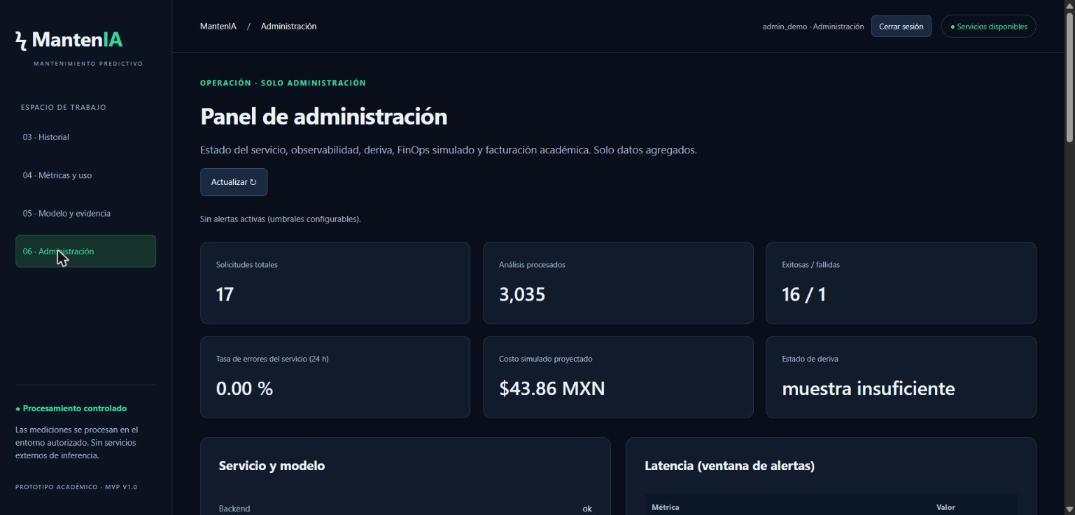 MantenIA
MANTENIMIENTO PREDICTIVO
ESPACIO DE TRABAJO
03 · Historial
04 · Métricas y uso
05 · Modelo y evidencia
06 · Administración
● Procesamiento controlado
Las mediciones se procesan en el
entorno autorizado. Sin servicios
externos de inferencia.
PROTOTIPO ACADÉMICO · MVP V1.0
MantenIA / Administración
admin_demo · Administración
Cerrar sesión
● Servicios disponibles
OPERACIÓN · SOLO ADMINISTRACIÓN
Panel de administración
Estado del servicio, observabilidad, deriva, FinOps simulado y facturación académica. Solo datos agregados.
Actualizar ↻
Sin alertas activas (umbrales configurables).
Solicitudes totales
17
Análisis procesados
3,035
Exitosas / fallidas
16 / 1
Tasa de errores del servicio (24 h)
0.00 %
Costo simulado proyectado
$43.86 MXN
Estado de deriva
muestra insuficiente
Servicio y modelo
Backend ok
Latencia (ventana de alertas)
Métrica Valor